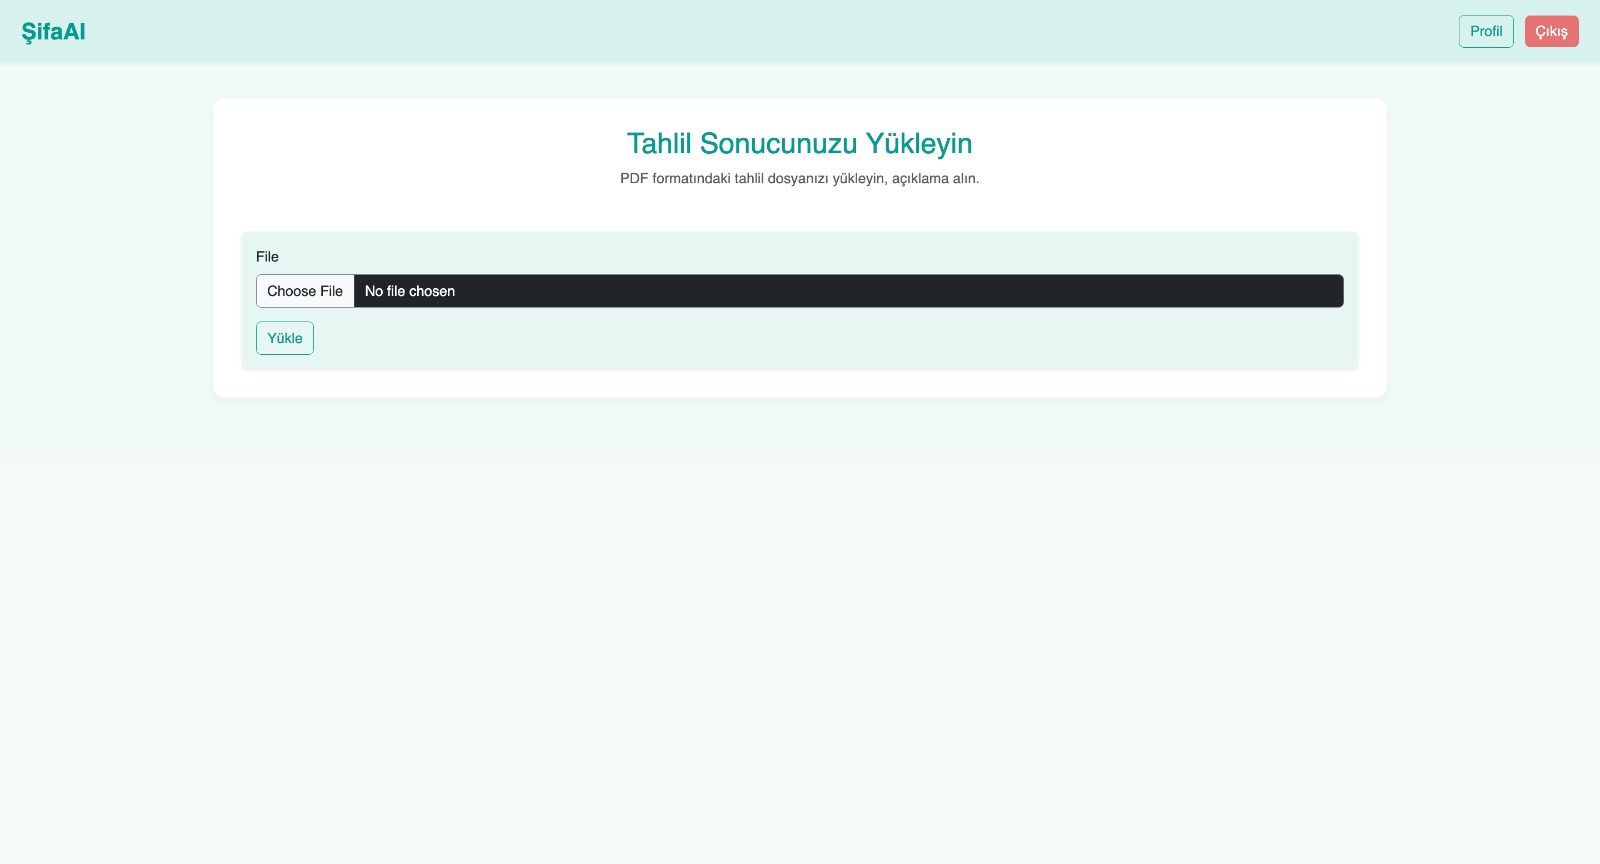 ŞifaAI
Profil
Çıkış
Tahlil Sonucunuzu Yükleyin
PDF formatındaki tahlil dosyanızı yükleyin, açıklama alın.
File
Choose File No file chosen
Yükle